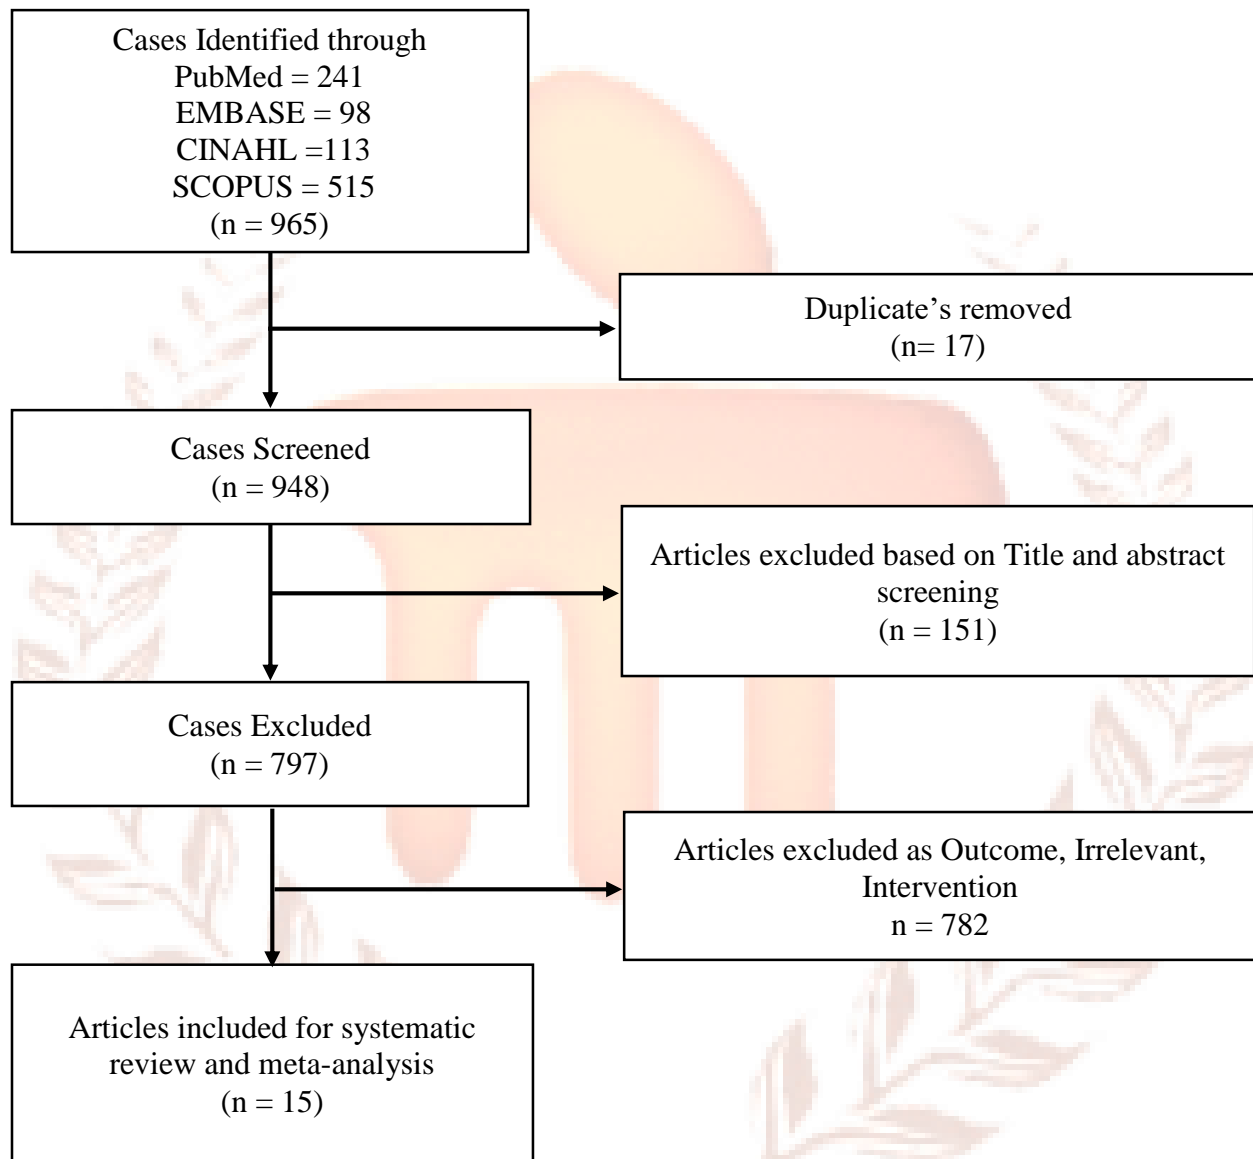 Cases Identified through
PubMed = 241
EMBASE = 98
CINAHL =113
SCOPUS = 515
(n = 965)
Duplicate’s removed
(n= 17)
Cases Screened
(n = 948)
Articles excluded based on Title and abstract
screening
(n = 151)
Cases Excluded
(n = 797)
Articles excluded as Outcome, Irrelevant,
Intervention
n = 782
Articles included for systematic
review and meta-analysis
(n = 15)